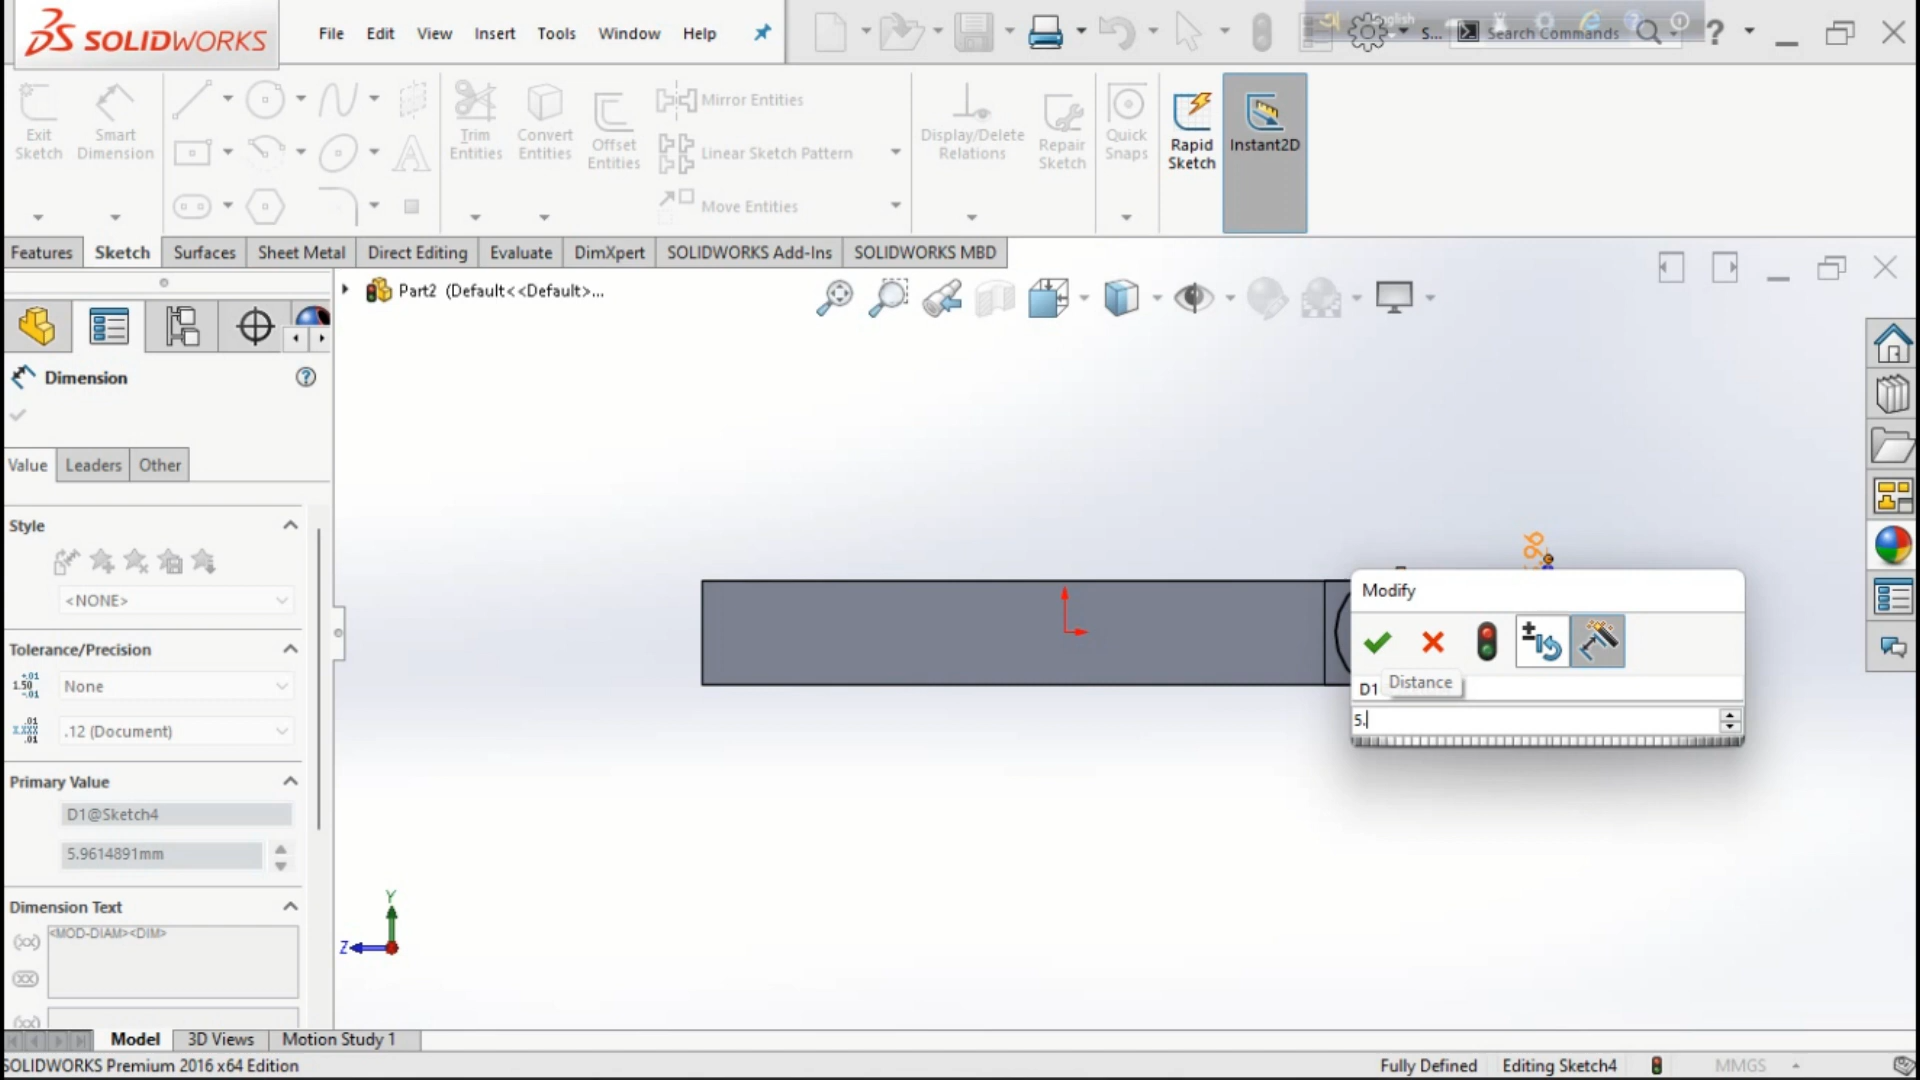 SOLIDWORKS
File Edit View Insert Tools Window Help
S...
Search Commands
English
Exit Sketch
Smart Dimension
Trim Entities
Convert Entities
Offset Entities
Mirror Entities
Linear Sketch Pattern
Move Entities
Display/Delete Relations
Repair Sketch
Quick Snaps
Rapid Sketch
Instant2D
Features Sketch Surfaces Sheet Metal Direct Editing Evaluate DimXpert SOLIDWORKS Add-Ins SOLIDWORKS MBD
Part2 (Default<<Default>...
Dimension
Value Leaders Other
Style
<NONE>
Tolerance/Precision
None
.12 (Document)
Primary Value
D1@Sketch4
5.9614891mm
Dimension Text
<MOD-DIAM><DIM>
Y
Z
Modify
D1
Distance
5.
Model 3D Views Motion Study 1
SOLIDWORKS Premium 2016 x64 Edition
Fully Defined Editing Sketch4 MMGS